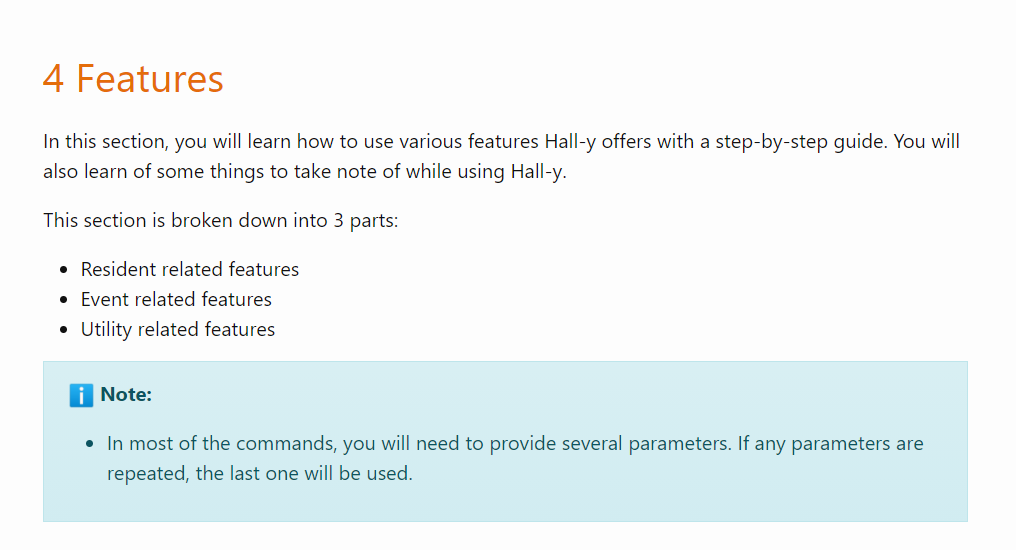 4 Features
In this section, you will learn how to use various features Hall-y offers with a step-by-step guide. You will
also learn of some things to take note of while using Hall-y.
This section is broken down into 3 parts:
• Resident related features
• Event related features
• Utility related features
ℹ️ Note:
• In most of the commands, you will need to provide several parameters. If any parameters are
repeated, the last one will be used.